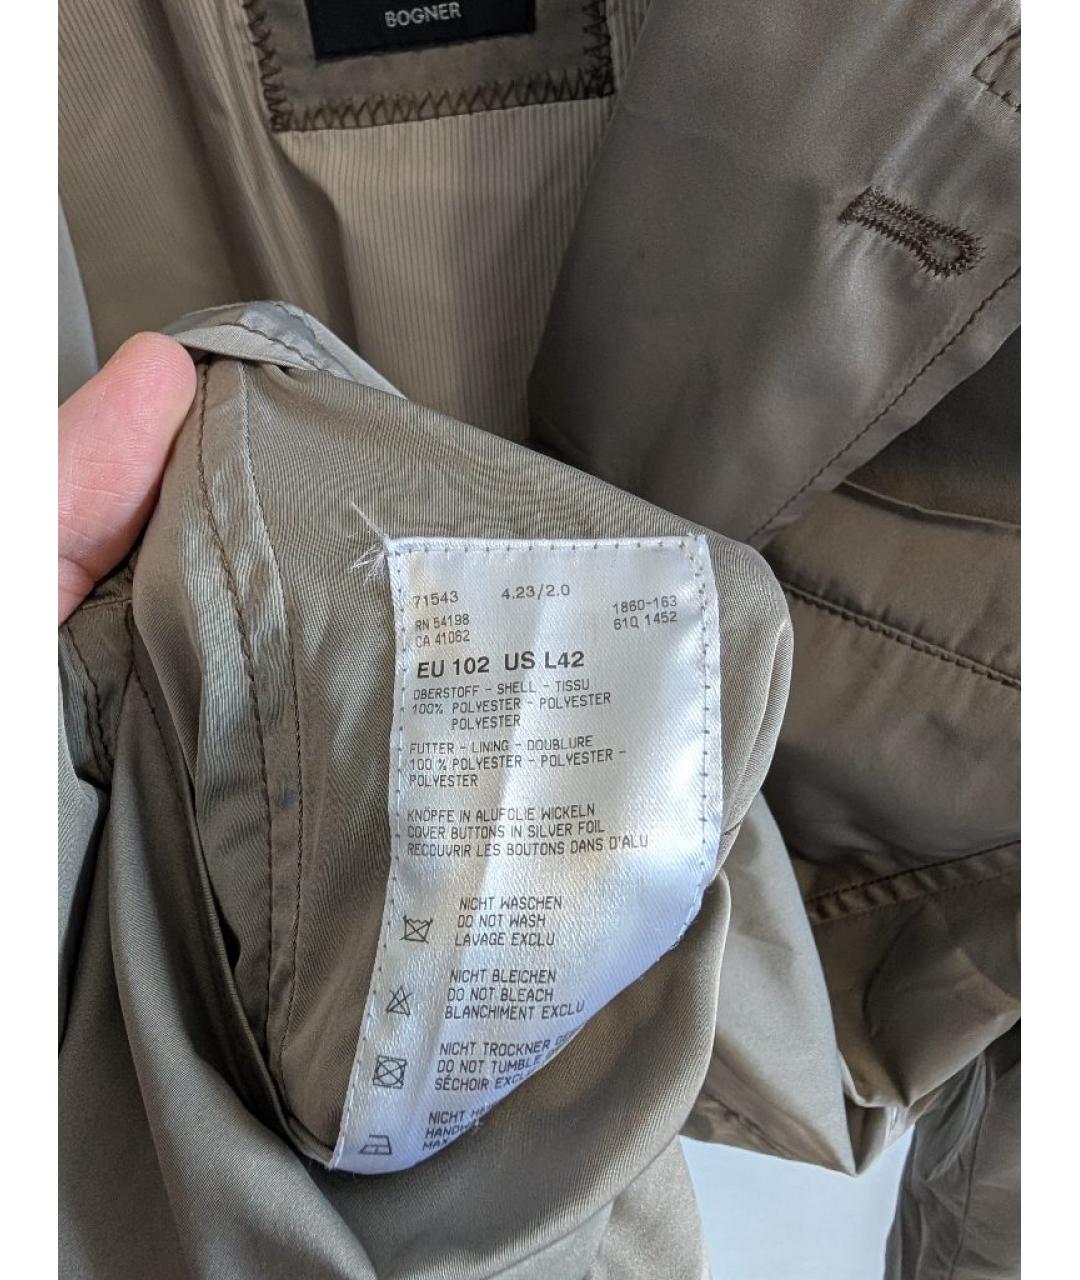 BOGNER
71543 4.23/2.0
RN 54198 1860-163
CA 41062 610 1452
EU 102 US L42
OBERSTOFF - SHELL - TISSU
100% POLYESTER - POLYESTER
POLYESTER
FUTTER - LINING - DOUBLURE
100 % POLYESTER - POLYESTER -
POLYESTER
KNÖPFE IN ALUFOLIE WICKELN
COVER BUTTONS IN SILVER FOIL
RECOUVRIR LES BOUTONS DANS D'ALU
NICHT WASCHEN
DO NOT WASH
LAVAGE EXCLU
NICHT BLEICHEN
DO NOT BLEACH
BLANCHIMENT EXCLU
NICHT TROCKNER
DO NOT TUMBLE
SÉCHOIR
NICHT